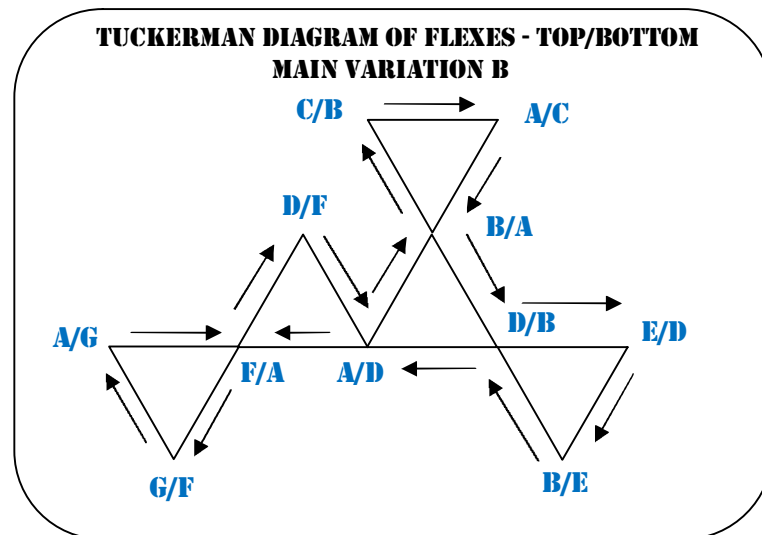 TUCKERMAN DIAGRAM OF FLEXES - TOP/BOTTOM
MAIN VARIATION B
C/B
A/C
D/F
B/A
D/B
A/G
E/D
F/A
A/D
G/F
B/E